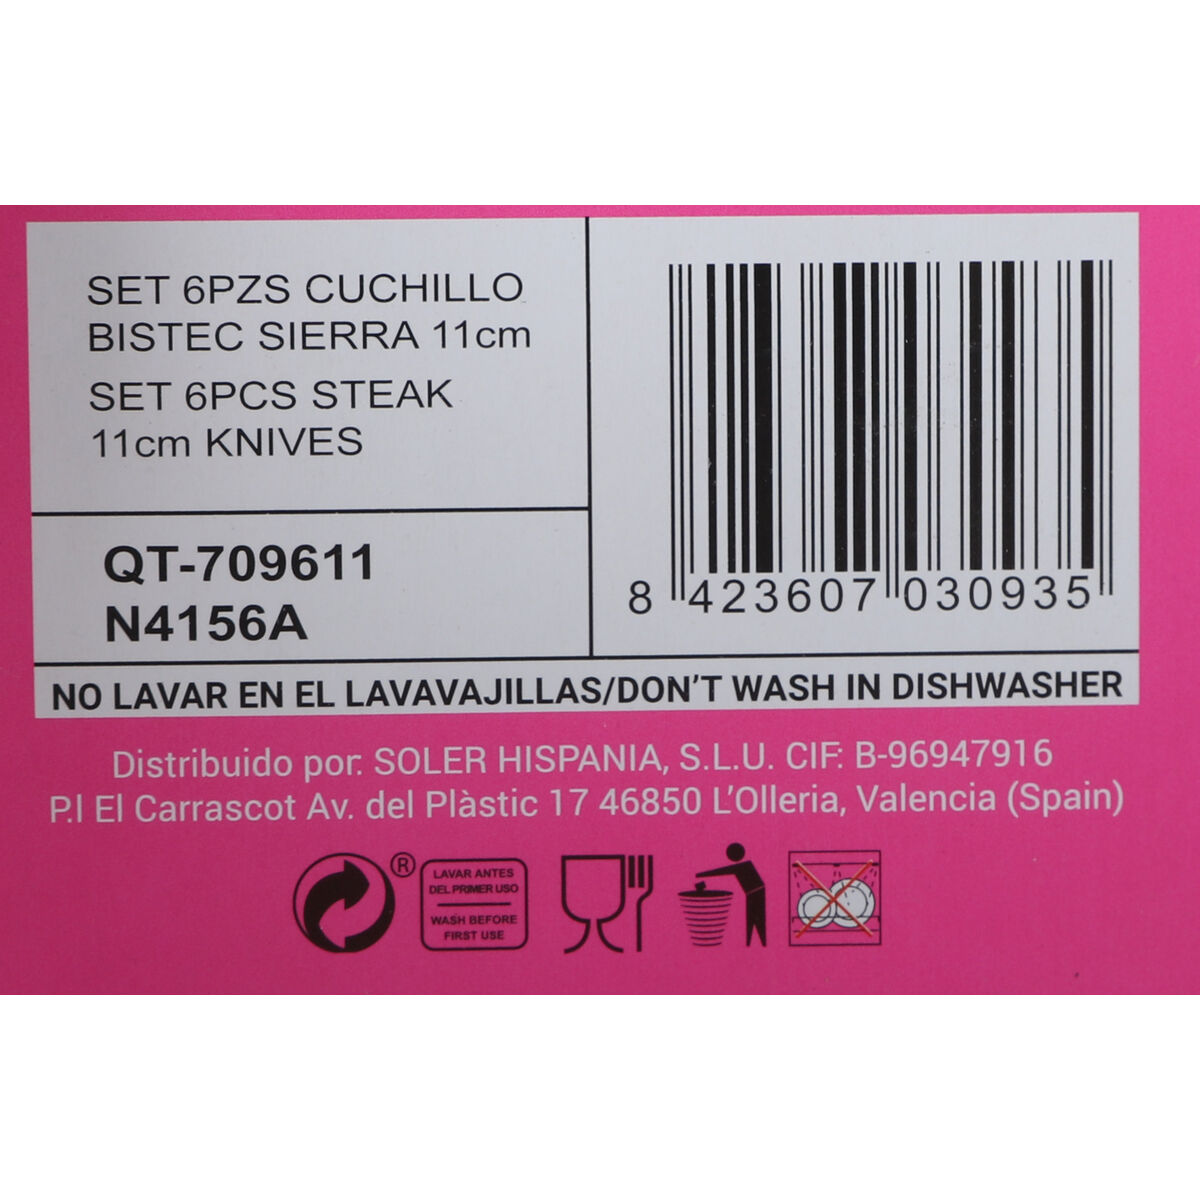 SET 6PZS CUCHILLO
BISTEC SIERRA 11cm
SET 6PCS STEAK
11cm KNIVES
QT-709611
N4156A
8 423607 030935
NO LAVAR EN EL LAVAVAJILLAS/DON'T WASH IN DISHWASHER
Distribuido por: SOLER HISPANIA, S.L.U. CIF: B-96947916
P.I El Carrascot Av. del Plàstic 17 46850 L'Olleria, Valencia (Spain)
®
LAVAR ANTES
DEL PRIMER USO
WASH BEFORE
FIRST USE